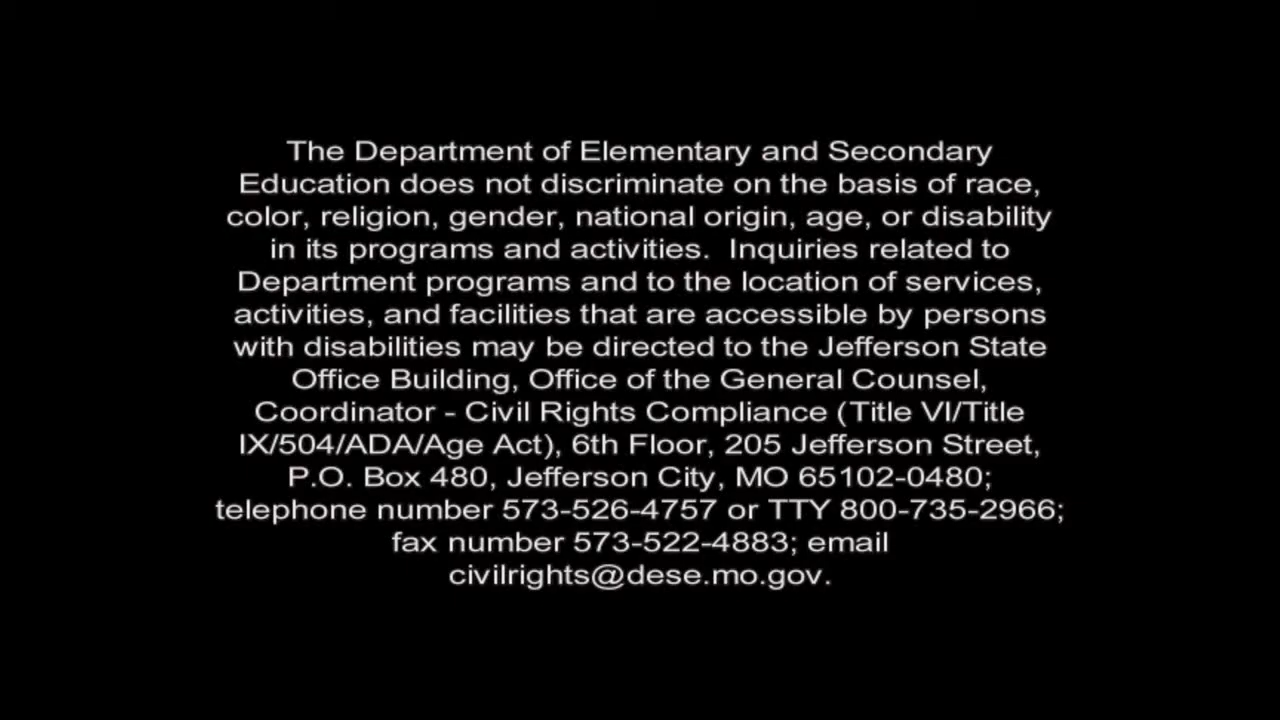 The Department of Elementary and Secondary
Education does not discriminate on the basis of race,
color, religion, gender, national origin, age, or disability
in its programs and activities.  Inquiries related to
Department programs and to the location of services,
activities, and facilities that are accessible by persons
with disabilities may be directed to the Jefferson State
Office Building, Office of the General Counsel,
Coordinator - Civil Rights Compliance (Title VI/Title
IX/504/ADA/Age Act), 6th Floor, 205 Jefferson Street,
P.O. Box 480, Jefferson City, MO 65102-0480;
telephone number 573-526-4757 or TTY 800-735-2966;
fax number 573-522-4883; email
civilrights@dese.mo.gov.